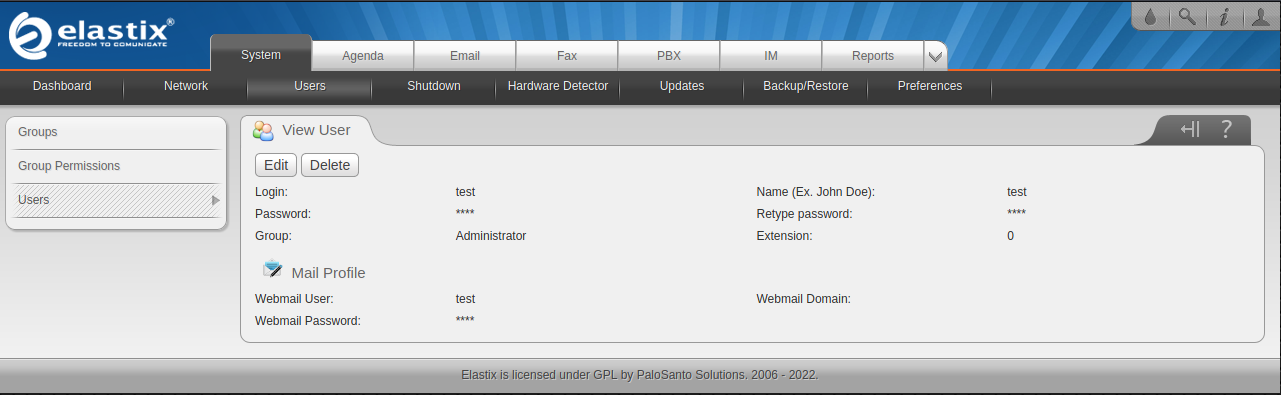 elastix®
FREEDOM TO COMUNICATE
System Agenda Email Fax PBX IM Reports
Dashboard Network Users Shutdown Hardware Detector Updates Backup/Restore Preferences
Groups
Group Permissions
Users
View User
Edit Delete
Login: test Name (Ex. John Doe): test
Password: **** Retype password: ****
Group: Administrator Extension: 0
Mail Profile
Webmail User: test Webmail Domain:
Webmail Password: ****
Elastix is licensed under GPL by PaloSanto Solutions. 2006 - 2022.